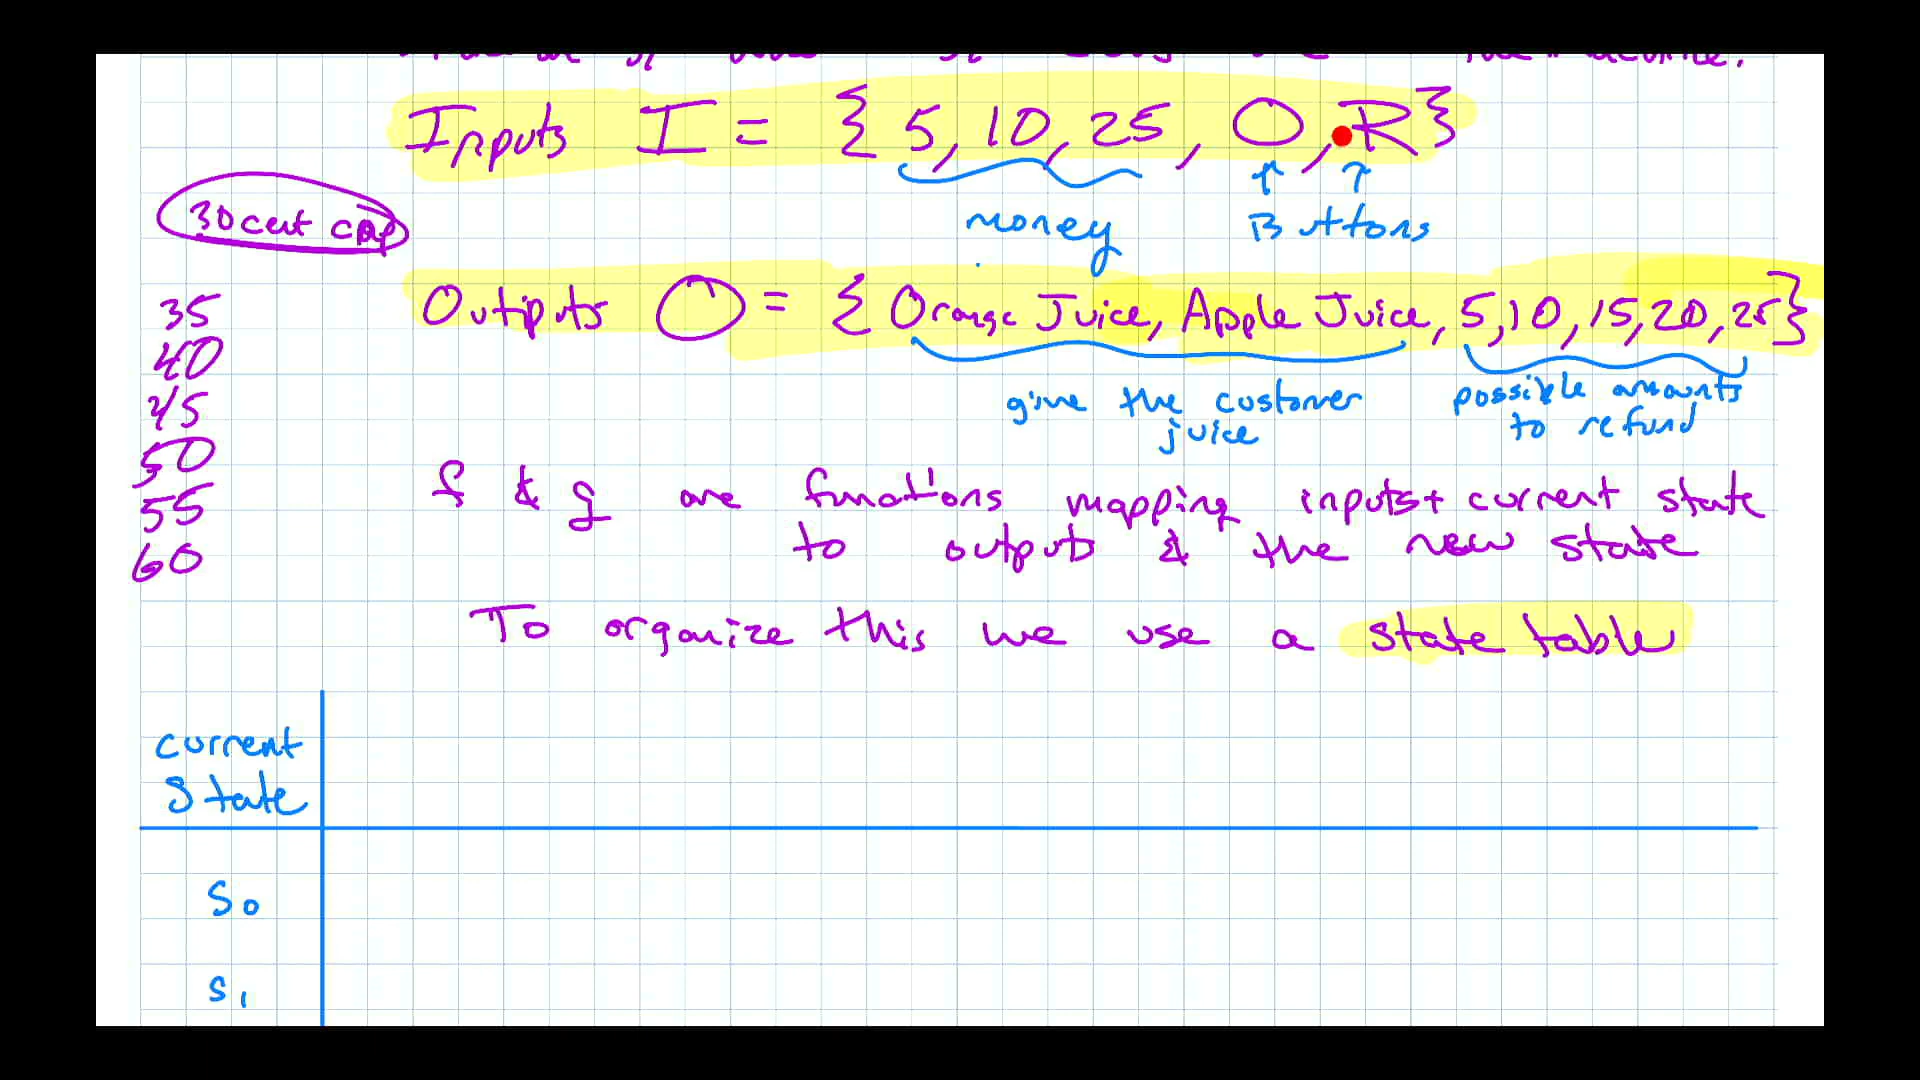 Inputs I = { 5, 10, 25, O, R }
30 cent cap
money Buttons
Outputs O = { Orange Juice, Apple Juice, 5, 10, 15, 20, 25 }
35
40
45
50
55
60
give the customer juice
possible amounts to refund
f & g are functions mapping inputs + current state
to outputs & the new state
To organize this we use a state table
current
state
S0
S1